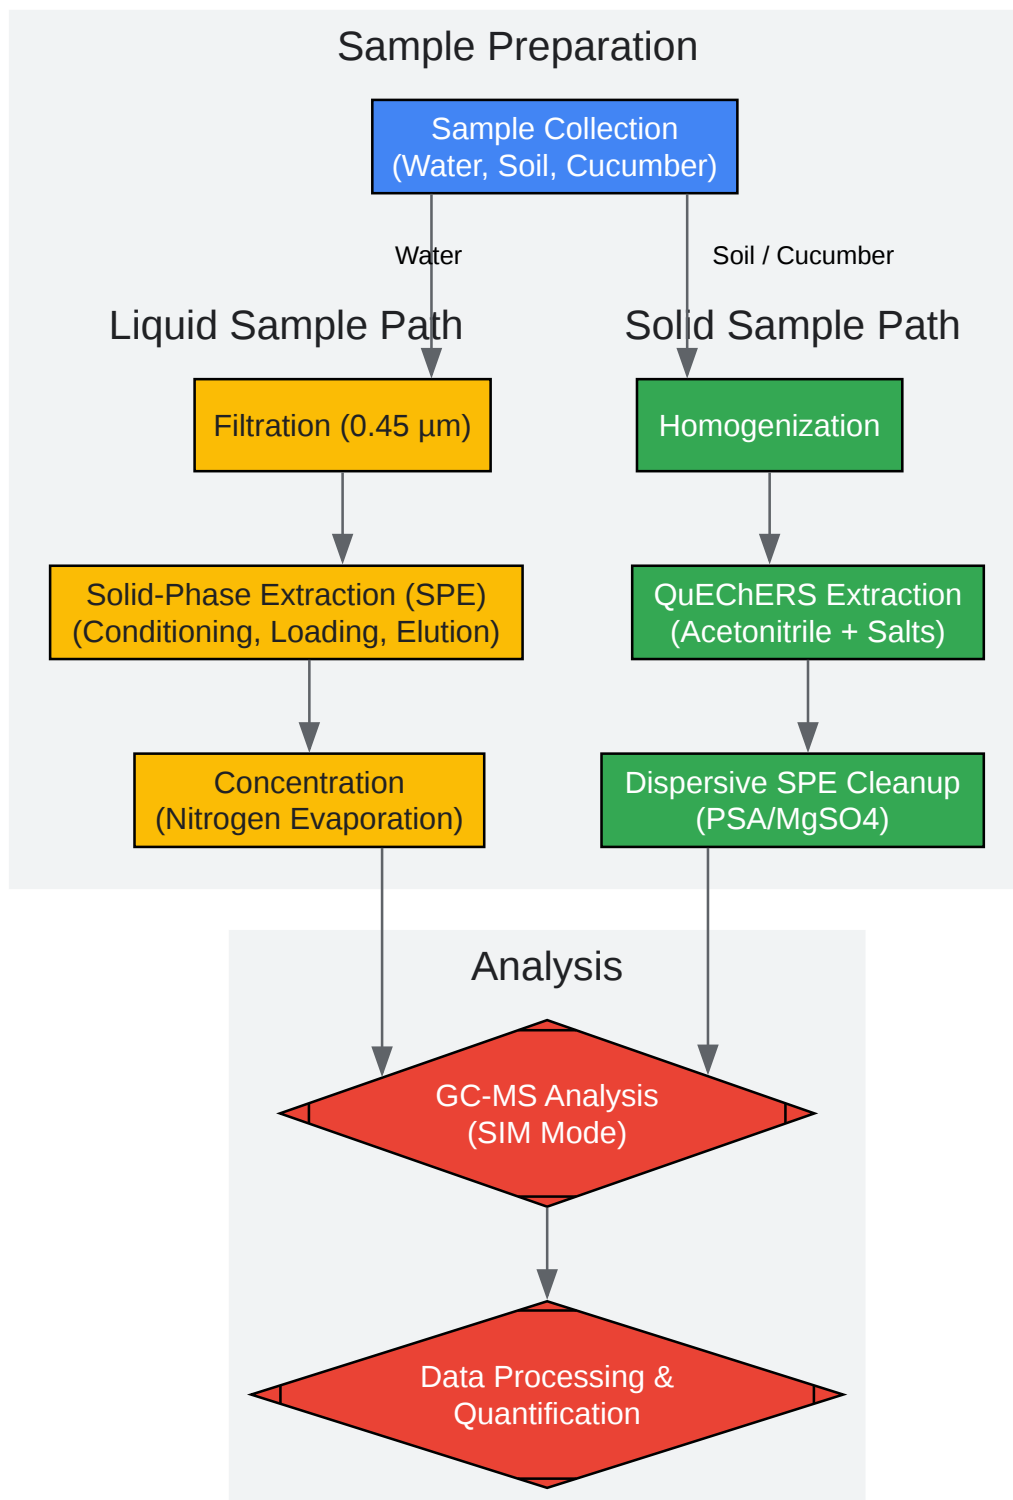 Sample Preparation
Sample Collection
(Water, Soil, Cucumber)
Water
Soil / Cucumber
Liquid Sample Path
Solid Sample Path
Filtration (0.45 µm)
Homogenization
Solid-Phase Extraction (SPE)
(Conditioning, Loading, Elution)
QuEChERS Extraction
(Acetonitrile + Salts)
Concentration
(Nitrogen Evaporation)
Dispersive SPE Cleanup
(PSA/MgSO4)
Analysis
GC-MS Analysis
(SIM Mode)
Data Processing &
Quantification